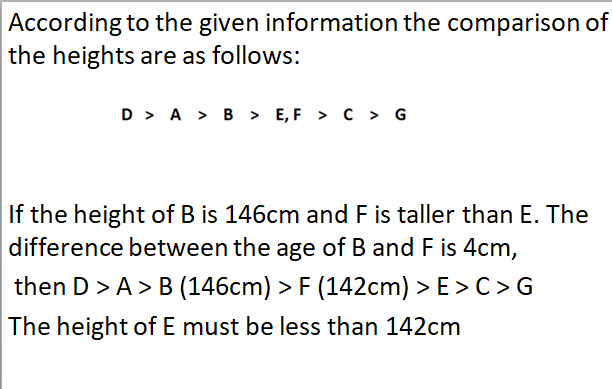 According to the given information the comparison of
the heights are as follows:
D > A > B > E, F > C > G
If the height of B is 146cm and F is taller than E. The
difference between the age of B and F is 4cm,
then D > A > B (146cm) > F (142cm) > E > C > G
The height of E must be less than 142cm